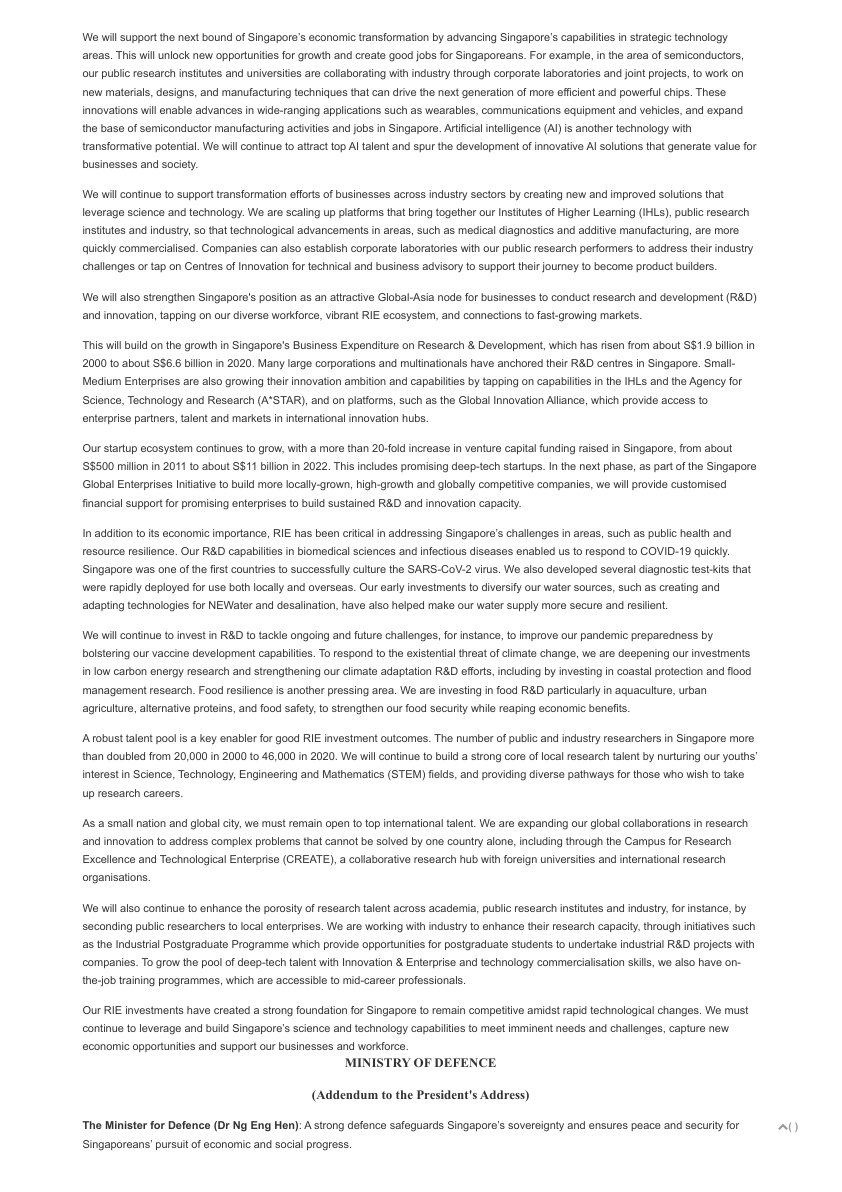 We will support the next bound of Singapore’s economic transformation by advancing Singapore’s capabilities in strategic technology
areas. This will unlock new opportunities for growth and create good jobs for Singaporeans. For example, in the area of semiconductors,
our public research institutes and universities are collaborating with industry through corporate laboratories and joint projects, to work on
new materials, designs, and manufacturing techniques that can drive the next generation of more efficient and powerful chips. These
innovations will enable advances in wide-ranging applications such as wearables, communications equipment and vehicles, and expand
the base of semiconductor manufacturing activities and jobs in Singapore. Artificial intelligence (AI) is another technology with
transformative potential. We will continue to attract top AI talent and spur the development of innovative AI solutions that generate value for
businesses and society.
We will continue to support transformation efforts of businesses across industry sectors by creating new and improved solutions that
leverage science and technology. We are scaling up platforms that bring together our Institutes of Higher Learning (IHLs), public research
institutes and industry, so that technological advancements in areas, such as medical diagnostics and additive manufacturing, are more
quickly commercialised. Companies can also establish corporate laboratories with our public research performers to address their industry
challenges or tap on Centres of Innovation for technical and business advisory to support their journey to become product builders.
We will also strengthen Singapore's position as an attractive Global-Asia node for businesses to conduct research and development (R&D)
and innovation, tapping on our diverse workforce, vibrant RIE ecosystem, and connections to fast-growing markets.
This will build on the growth in Singapore's Business Expenditure on Research & Development, which has risen from about S$1.9 billion in
2000 to about S$6.6 billion in 2020. Many large corporations and multinationals have anchored their R&D centres in Singapore. Small-
Medium Enterprises are also growing their innovation ambition and capabilities by tapping on capabilities in the IHLs and the Agency for
Science, Technology and Research (A*STAR), and on platforms, such as the Global Innovation Alliance, which provide access to
enterprise partners, talent and markets in international innovation hubs.
Our startup ecosystem continues to grow, with a more than 20-fold increase in venture capital funding raised in Singapore, from about
S$500 million in 2011 to about S$11 billion in 2022. This includes promising deep-tech startups. In the next phase, as part of the Singapore
Global Enterprises Initiative to build more locally-grown, high-growth and globally competitive companies, we will provide customised
financial support for promising enterprises to build sustained R&D and innovation capacity.
In addition to its economic importance, RIE has been critical in addressing Singapore’s challenges in areas, such as public health and
resource resilience. Our R&D capabilities in biomedical sciences and infectious diseases enabled us to respond to COVID-19 quickly.
Singapore was one of the first countries to successfully culture the SARS-CoV-2 virus. We also developed several diagnostic test-kits that
were rapidly deployed for use both locally and overseas. Our early investments to diversify our water sources, such as creating and
adapting technologies for NEWater and desalination, have also helped make our water supply more secure and resilient.
We will continue to invest in R&D to tackle ongoing and future challenges, for instance, to improve our pandemic preparedness by
bolstering our vaccine development capabilities. To respond to the existential threat of climate change, we are deepening our investments
in low carbon energy research and strengthening our climate adaptation R&D efforts, including by investing in coastal protection and flood
management research. Food resilience is another pressing area. We are investing in food R&D particularly in aquaculture, urban
agriculture, alternative proteins, and food safety, to strengthen our food security while reaping economic benefits.
A robust talent pool is a key enabler for good RIE investment outcomes. The number of public and industry researchers in Singapore more
than doubled from 20,000 in 2000 to 46,000 in 2020. We will continue to build a strong core of local research talent by nurturing our youths’
interest in Science, Technology, Engineering and Mathematics (STEM) fields, and providing diverse pathways for those who wish to take
up research careers.
As a small nation and global city, we must remain open to top international talent. We are expanding our global collaborations in research
and innovation to address complex problems that cannot be solved by one country alone, including through the Campus for Research
Excellence and Technological Enterprise (CREATE), a collaborative research hub with foreign universities and international research
organisations.
We will also continue to enhance the porosity of research talent across academia, public research institutes and industry, for instance, by
seconding public researchers to local enterprises. We are working with industry to enhance their research capacity, through initiatives such
as the Industrial Postgraduate Programme which provide opportunities for postgraduate students to undertake industrial R&D projects with
companies. To grow the pool of deep-tech talent with Innovation & Enterprise and technology commercialisation skills, we also have on-
the-job training programmes, which are accessible to mid-career professionals.
Our RIE investments have created a strong foundation for Singapore to remain competitive amidst rapid technological changes. We must
continue to leverage and build Singapore’s science and technology capabilities to meet imminent needs and challenges, capture new
economic opportunities and support our businesses and workforce.
MINISTRY OF DEFENCE
(Addendum to the President's Address)
The Minister for Defence (Dr Ng Eng Hen): A strong defence safeguards Singapore’s sovereignty and ensures peace and security for
Singaporeans’ pursuit of economic and social progress.
( )